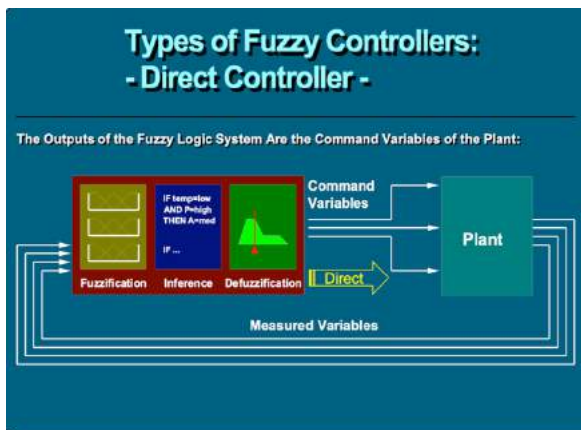 Types of Fuzzy Controllers:
- Direct Controller -
The Outputs of the Fuzzy Logic System Are the Command Variables of the Plant:
IF temp=low
AND P=high
THEN A=med
IF ...
Fuzzification
Inference
Defuzzification
Command
Variables
Direct
Plant
Measured Variables